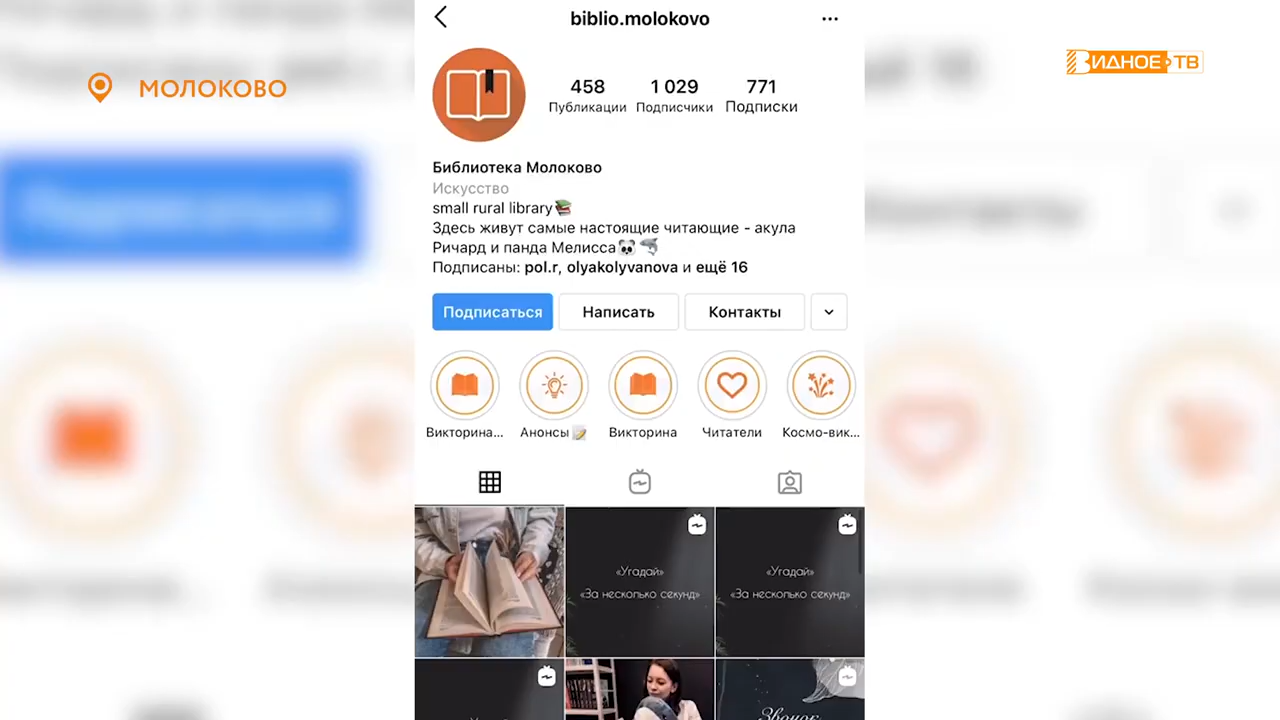 biblio.molokovo
МОЛОКОВО
ВИДНОЕ ТВ
458
1 029
771
Публикации
Подписчики
Подписки
Библиотека Молоково
Искусство
small rural library📚
Здесь живут самые настоящие читающие - акула
Ричард и панда Мелисса🐼🦈
Подписаны: pol.r, olyakolyvanova и ещё 16
Подписаться
Написать
Контакты
Викторина...
Анонсы📝
Викторина
Читатели
Космо-вик...
«Угадай»
«За несколько секунд»
«Угадай»
«За несколько секунд»
«Угадай»
Звонок